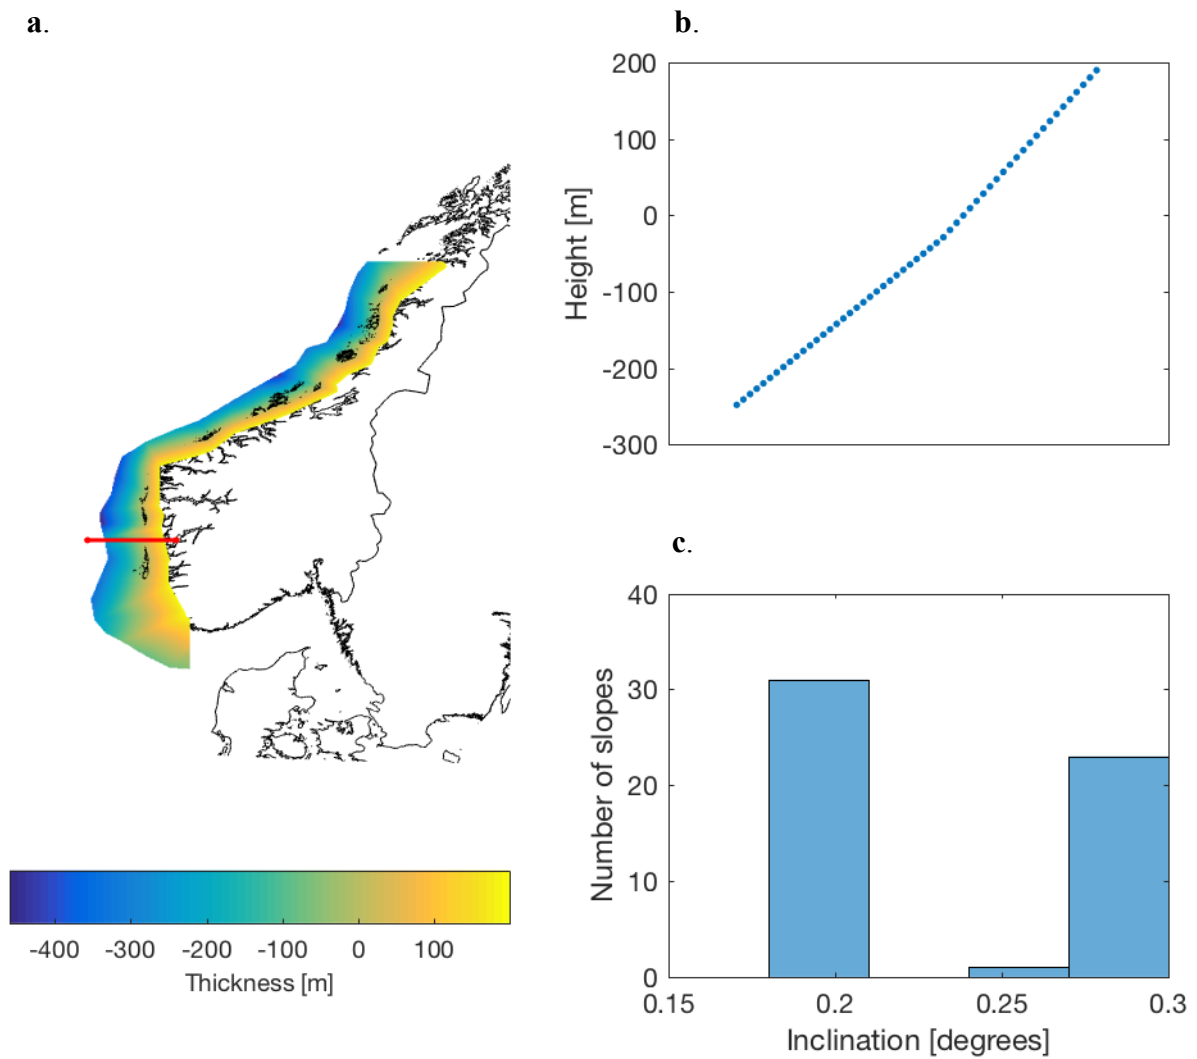 a.
b.
200
100
0
-100
-200
-300
Height [m]
c.
40
30
20
10
0
0.15 0.2 0.25 0.3
Number of slopes
Inclination [degrees]
-400 -300 -200 -100 0 100
Thickness [m]